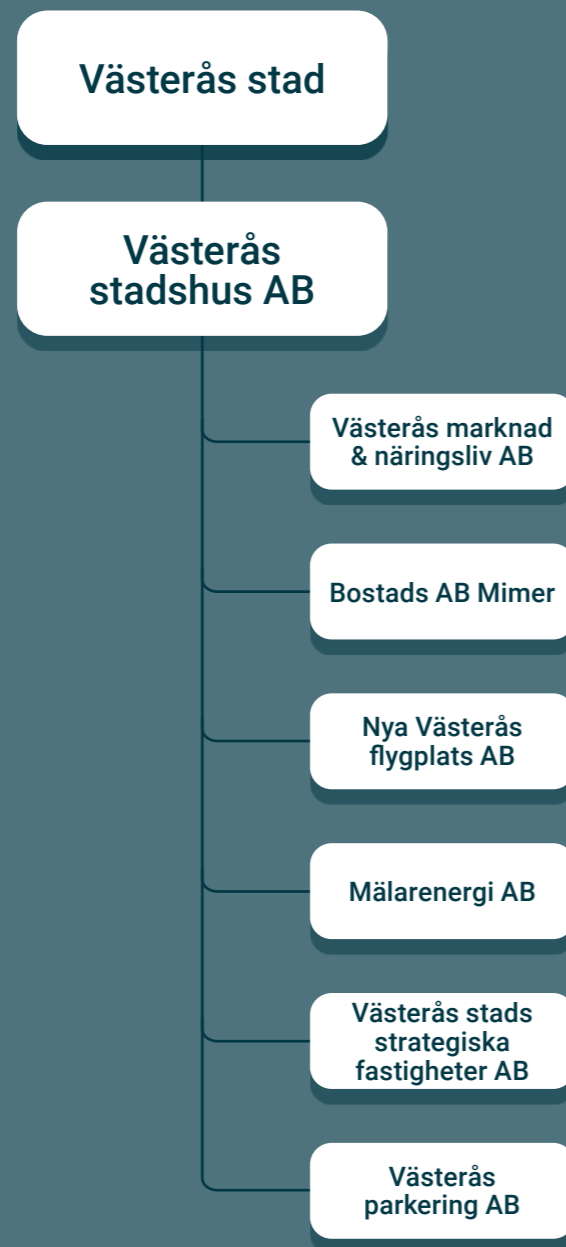 Västerås stad
Västerås
stadshus AB
Västerås marknad
& näringsliv AB
Bostads AB Mimer
Nya Västerås
flygplats AB
Mälarenergi AB
Västerås stads
strategiska
fastigheter AB
Västerås
parkering AB